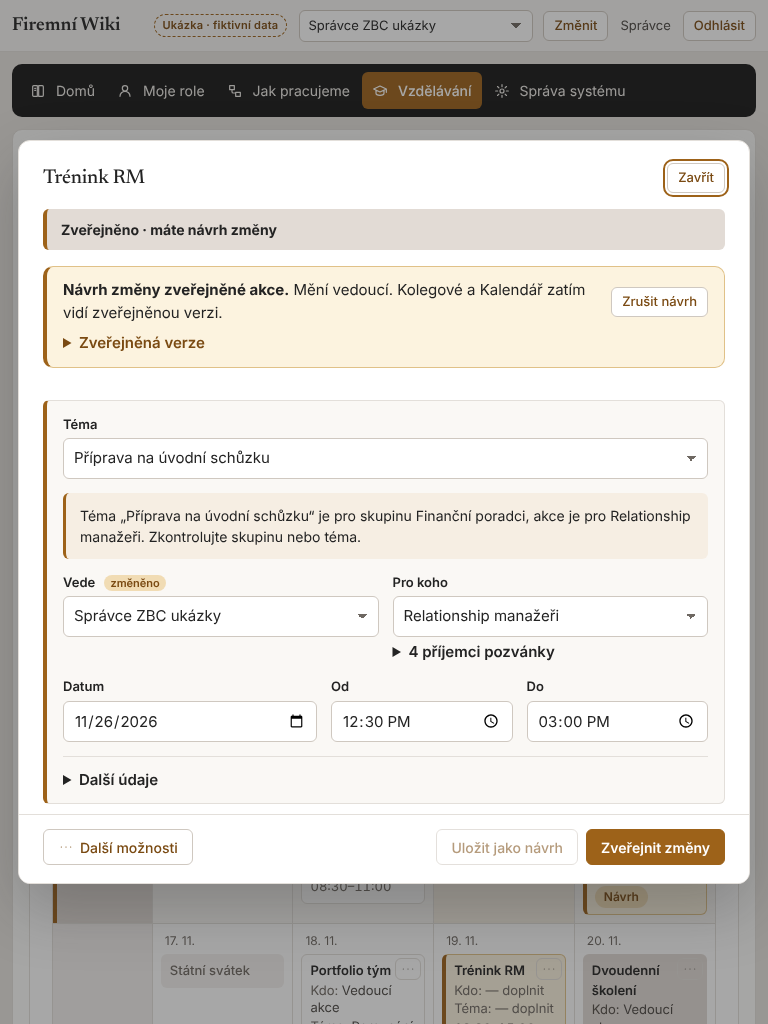 Firemní Wiki
Ukázka · fiktivní data
Správce ZBC ukázky
Změnit
Správce
Odhlásit
Domů
Moje role
Jak pracujeme
Vzdělávání
Správa systému
Trénink RM
Zavřít
Zveřejněno · máte návrh změny
Návrh změny zveřejněné akce. Mění vedoucí. Kolegové a Kalendář zatím
vidí zveřejněnou verzi.
Zrušit návrh
Zveřejněná verze
Téma
Příprava na úvodní schůzku
Téma „Příprava na úvodní schůzku“ je pro skupinu Finanční poradci, akce je pro Relationship
manažeři. Zkontrolujte skupinu nebo téma.
Vede změněno
Pro koho
Správce ZBC ukázky
Relationship manažeři
4 příjemci pozvánky
Datum
Od
Do
11/26/2026
12:30 PM
03:00 PM
Další údaje
··· Další možnosti
Uložit jako návrh
Zveřejnit změny
08:30–11:00
Návrh
17. 11.
18. 11.
19. 11.
20. 11.
Státní svátek
Portfolio tým ···
Kdo: Vedoucí
akce
Trénink RM ···
Kdo: — doplnit
Téma: — doplnit
Dvoudenní ···
školení
Kdo: Vedoucí